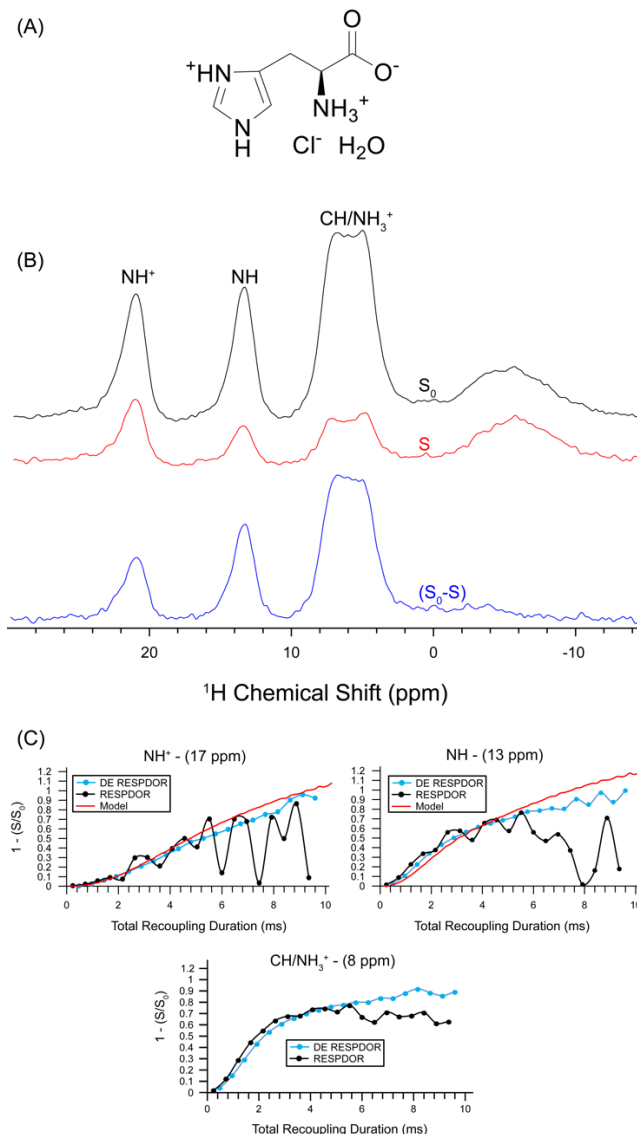 (A)
O
⁺HN
O⁻
NH₃⁺
N
H
Cl⁻ H₂O
(B)
CH/NH₃⁺
NH⁺
NH
S₀
S
(S₀-S)
20
10
0
-10
¹H Chemical Shift (ppm)
(C)
NH⁺ - (17 ppm)
DE RESPDOR
RESPDOR
Model
1 - (S/S₀)
1.2
1.1
1
0.9
0.8
0.7
0.6
0.5
0.4
0.3
0.2
0.1
0
0 2 4 6 8 10
Total Recoupling Duration (ms)
NH - (13 ppm)
DE RESPDOR
RESPDOR
Model
1 - (S/S₀)
1.2
1.1
1
0.9
0.8
0.7
0.6
0.5
0.4
0.3
0.2
0.1
0
0 2 4 6 8 10
Total Recoupling Duration (ms)
CH/NH₃⁺ - (8 ppm)
1 - (S/S₀)
1.2
1.1
1
0.9
0.8
0.7
0.6
0.5
0.4
0.3
0.2
0.1
0
DE RESPDOR
RESPDOR
0 2 4 6 8 10
Total Recoupling Duration (ms)